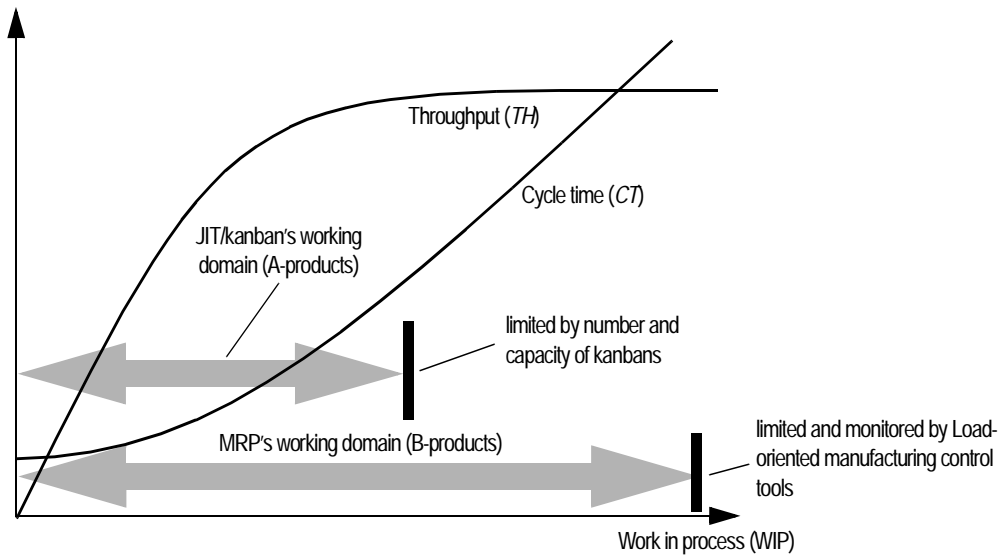 Throughput (TH)
Cycle time (CT)
JIT/kanban's working
domain (A-products)
limited by number and
capacity of kanbans
MRP's working domain (B-products)
limited and monitored by Load-
oriented manufacturing control
tools
Work in process (WIP)